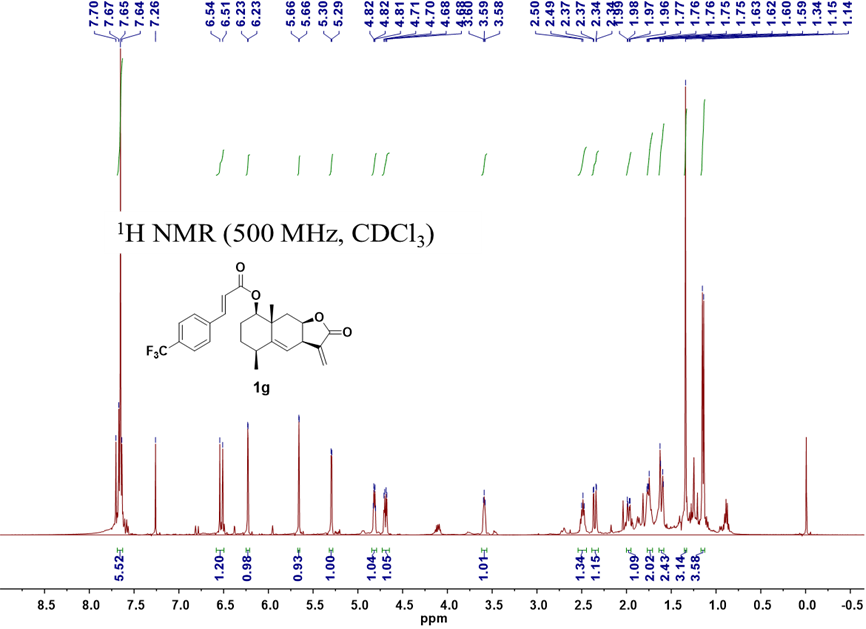 7.70 7.67 7.65 7.64 7.26 6.54 6.51 6.23 6.23 5.66 5.66 5.30 5.29 4.82 4.82 4.81 4.71 4.70 4.68 4.68 3.60 3.59 3.58 2.50 2.49 2.37 2.37 2.34 2.34 1.99 1.98 1.97 1.96 1.77 1.76 1.76 1.75 1.75 1.63 1.62 1.60 1.59 1.34 1.15 1.14
¹H NMR (500 MHz, CDCl₃)
O
O
O
O
F₃C
1g
5.52 1.20 0.98 0.93 1.00 1.04 1.05 1.01 1.34 1.15 1.09 2.02 2.43 3.14 3.58
8.5 8.0 7.5 7.0 6.5 6.0 5.5 5.0 4.5 4.0 3.5 3.0 2.5 2.0 1.5 1.0 0.5 0.0 -0.5
ppm